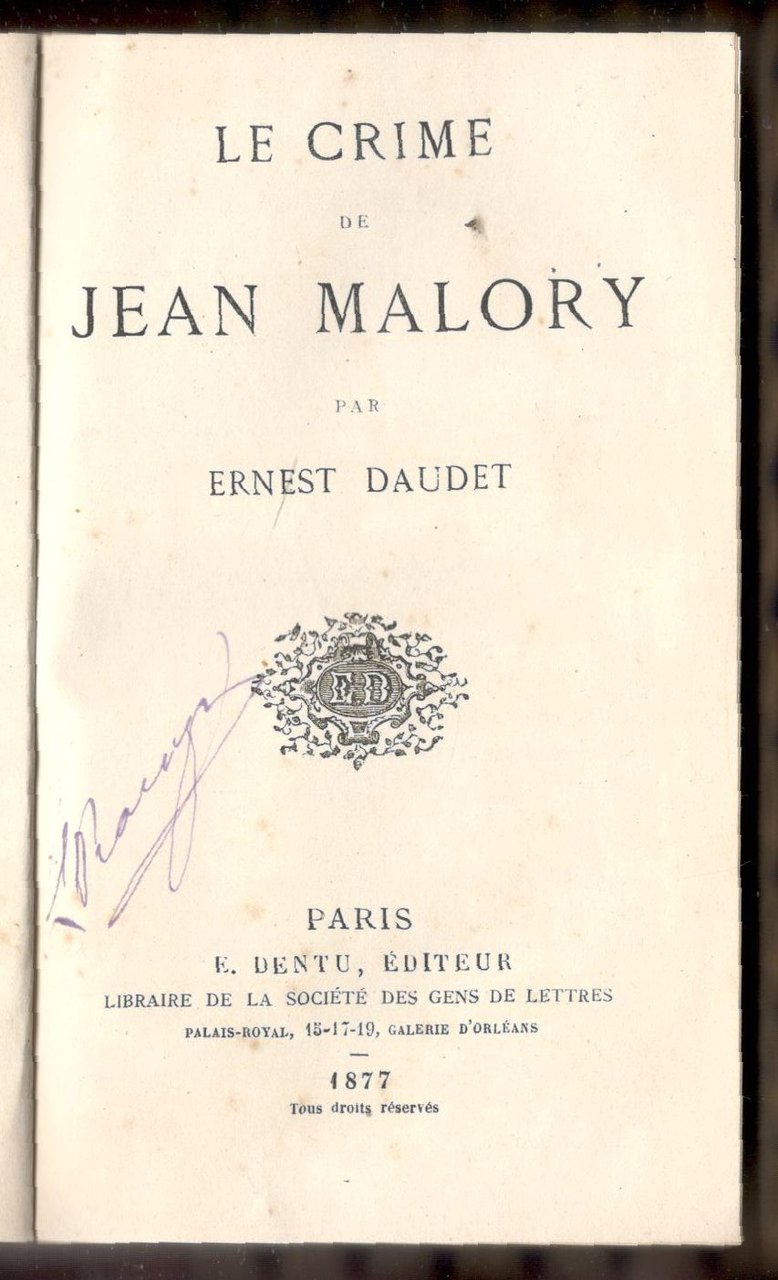 LE CRIME
DE
JEAN MALORY
PAR
ERNEST DAUDET
ED
PARIS
E. DENTU, ÉDITEUR
LIBRAIRE DE LA SOCIÉTÉ DES GENS DE LETTRES
PALAIS-ROYAL, 15-17-19, GALERIE D'ORLÉANS
1877
Tous droits réservés